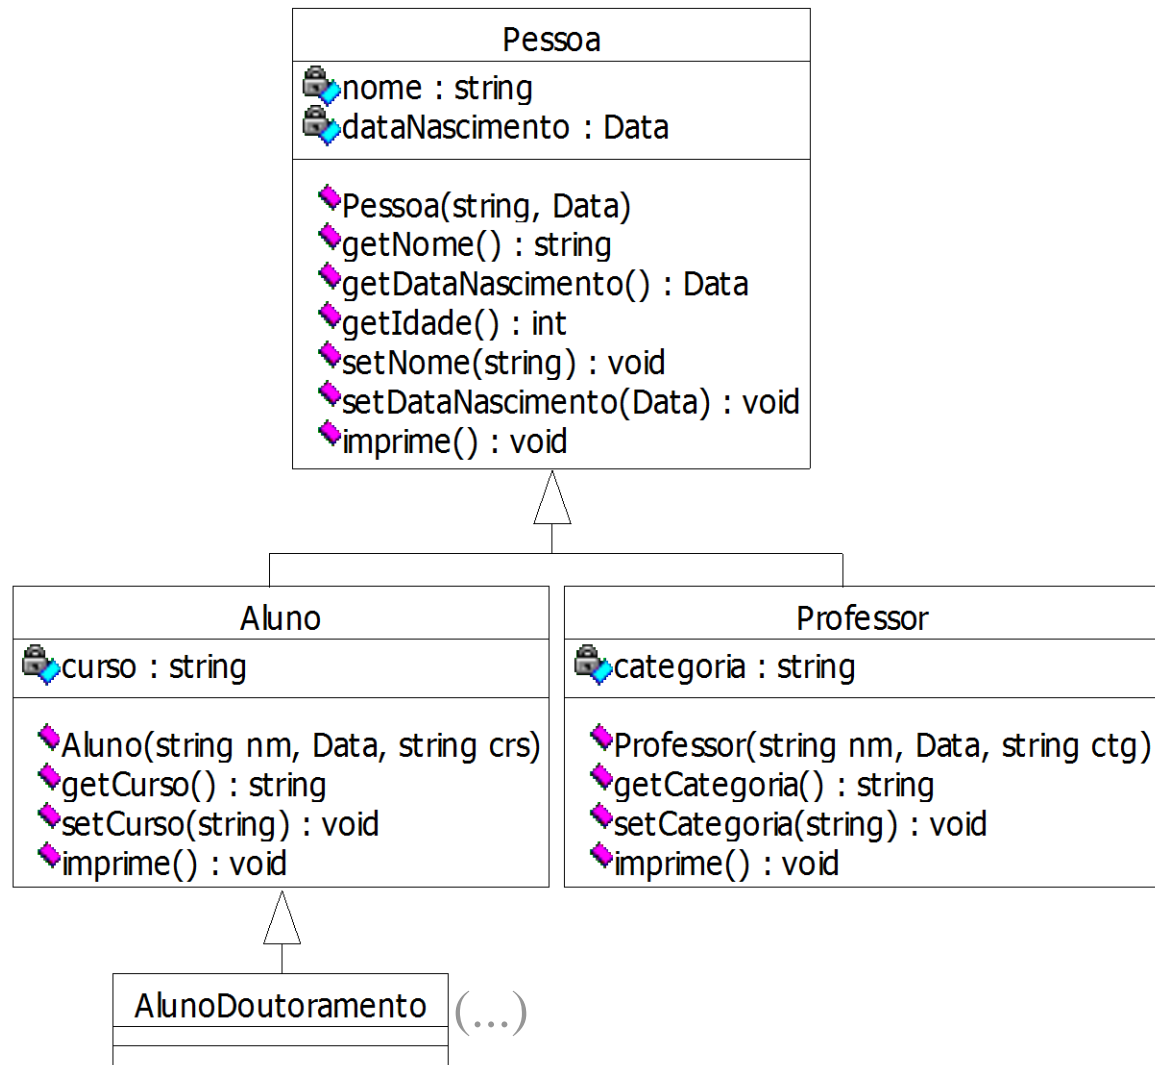 Pessoa
nome : string
dataNascimento : Data
Pessoa(string, Data)
getNome() : string
getDataNascimento() : Data
getIdade() : int
setNome(string) : void
setDataNascimento(Data) : void
imprime() : void
Aluno
curso : string
Aluno(string nm, Data, string crs)
getCurso() : string
setCurso(string) : void
imprime() : void
Professor
categoria : string
Professor(string nm, Data, string ctg)
getCategoria() : string
setCategoria(string) : void
imprime() : void
AlunoDoutoramento
(...)